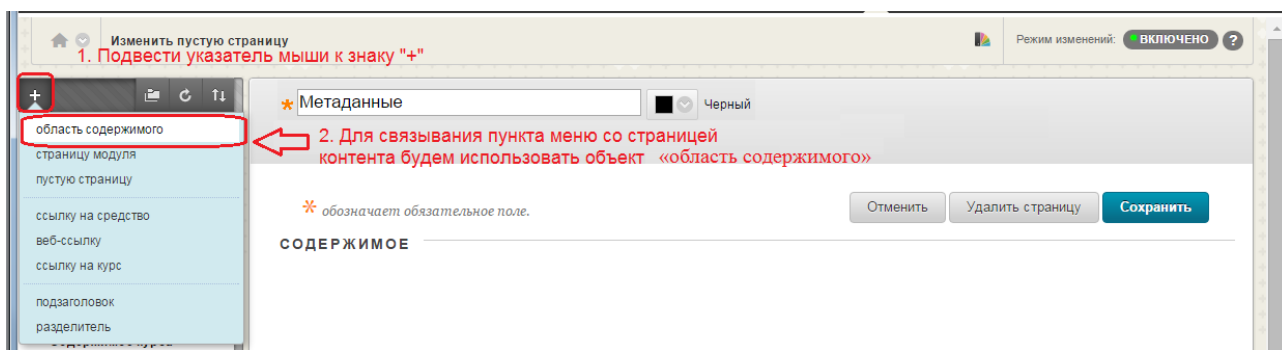 Изменить пустую страницу
Режим изменений: ВКЛЮЧЕНО ?
1. Подвести указатель мыши к знаку "+"
+
* Метаданные
Черный
область содержимого
страницу модуля
пустую страницу
ссылку на средство
веб-ссылку
ссылку на курс
подзаголовок
разделитель
2. Для связывания пункта меню со страницей
контента будем использовать объект «область содержимого»
* обозначает обязательное поле.
Отменить
Удалить страницу
Сохранить
СОДЕРЖИМОЕ